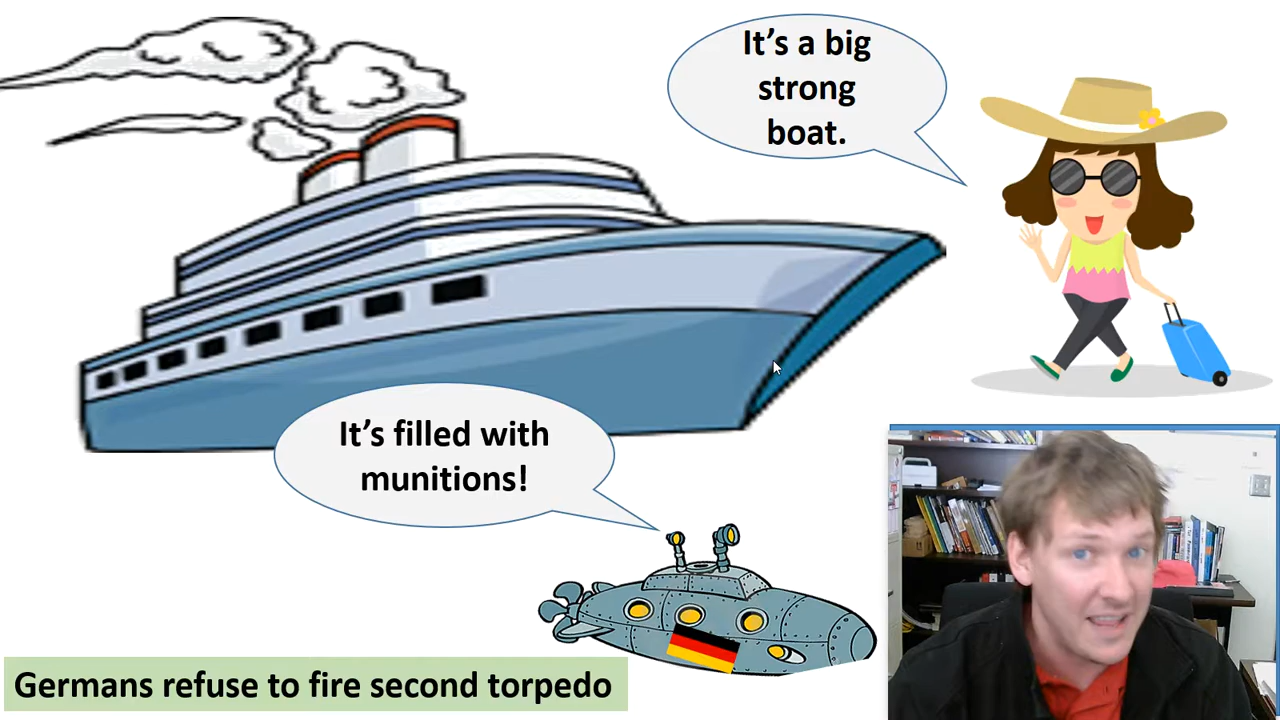 It's a big
strong
boat.
It's filled with
munitions!
Germans refuse to fire second torpedo